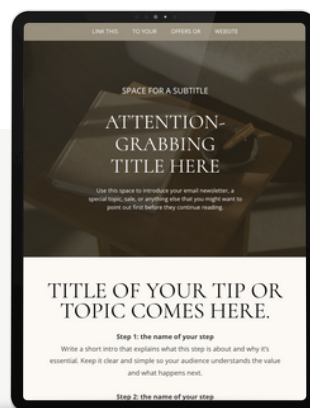 LINK THIS TO YOUR OFFERS OR WEBSITE
SPACE FOR A SUBTITLE
ATTENTION-
GRABBING
TITLE HERE
Use this space to introduce your email newsletter, a
special topic, sale, or anything else that you might want to
point out first before they continue reading.
TITLE OF YOUR TIP OR
TOPIC COMES HERE.
Step 1: the name of your step
Write a short intro that explains what this step is about and why it's
essential. Keep it clear and simple so your audience understands the value
and what happens next.
Step 2: the name of your step